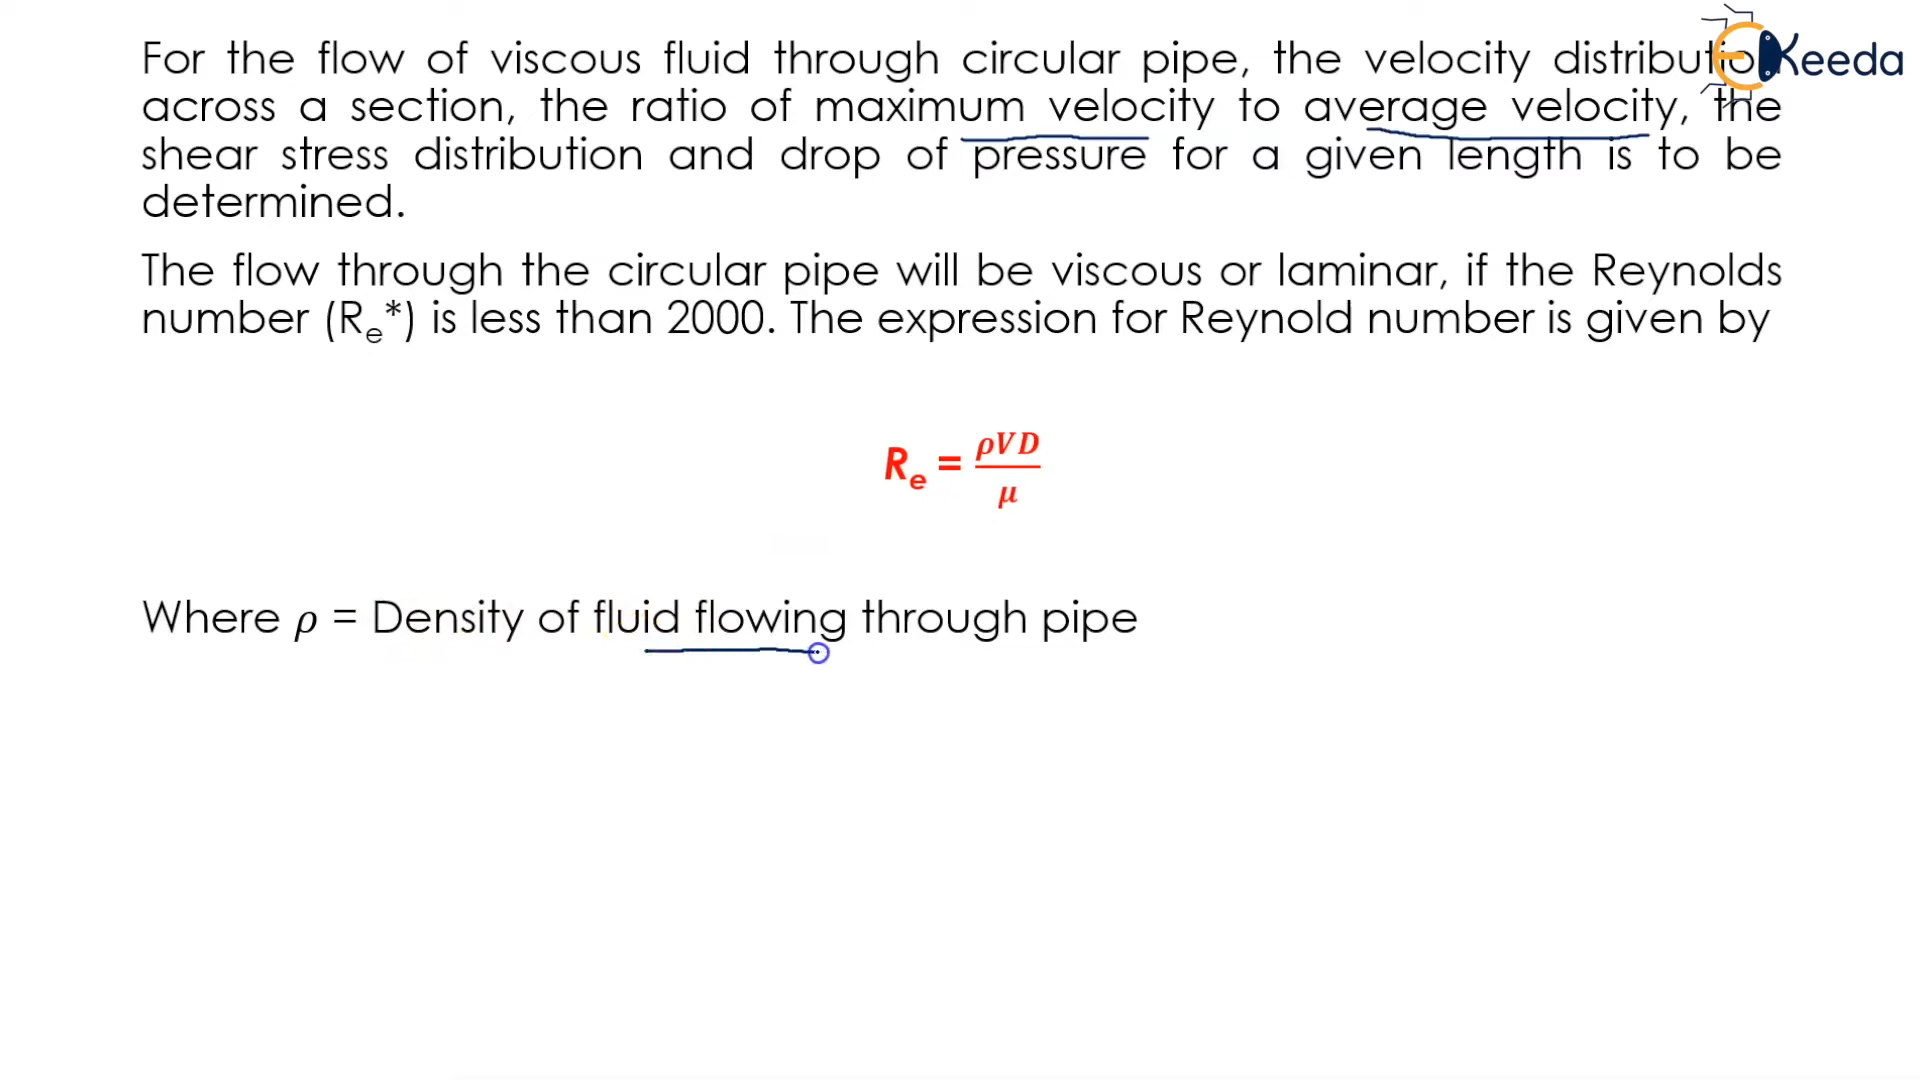 For the flow of viscous fluid through circular pipe, the velocity distributio
across a section, the ratio of maximum velocity to average velocity, the
shear stress distribution and drop of pressure for a given length is to be
determined.
The flow through the circular pipe will be viscous or laminar, if the Reynolds
number (Re*) is less than 2000. The expression for Reynold number is given by
Re = ρVD/μ
Where ρ = Density of fluid flowing through pipe
EKeeda